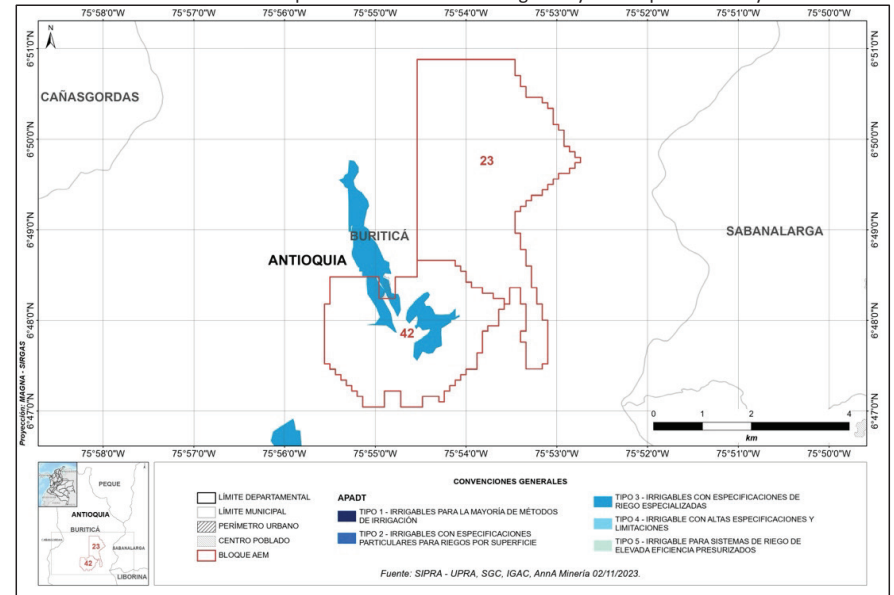 75°58'0"W 75°57'0"W 75°56'0"W 75°55'0"W 75°54'0"W 75°53'0"W 75°52'0"W 75°51'0"W 75°50'0"W
N
6°51'0"N 6°51'0"N
CAÑASGORDAS
6°50'0"N 6°50'0"N
23
6°49'0"N 6°49'0"N
BURITICÁ
SABANALARGA
ANTIOQUIA
6°48'0"N 6°48'0"N
42
6°47'0"N 6°47'0"N
Proyección: MAGNA - SIRGAS
0 1 2 4
km
75°58'0"W 75°57'0"W 75°56'0"W 75°55'0"W 75°54'0"W 75°53'0"W 75°52'0"W 75°51'0"W 75°50'0"W
PEQUE
ANTIOQUIA
BURITICÁ
23
SABANALARGA
42
LIBORINA
CONVENCIONES GENERALES
LÍMITE DEPARTAMENTAL
LÍMITE MUNICIPAL
PERÍMETRO URBANO
CENTRO POBLADO
BLOQUE AEM
APADT
TIPO 1 - IRRIGABLES PARA LA MAYORÍA DE MÉTODOS
DE IRRIGACIÓN
TIPO 2 - IRRIGABLES CON ESPECIFICACIONES
PARTICULARES PARA RIEGOS POR SUPERFICIE
TIPO 3 - IRRIGABLES CON ESPECIFICACIONES DE
RIEGO ESPECIALIZADAS
TIPO 4 - IRRIGABLE CON ALTAS ESPECIFICACIONES Y
LIMITACIONES
TIPO 5 - IRRIGABLE PARA SISTEMAS DE RIEGO DE
ELEVADA EFICIENCIA PRESURIZADOS
Fuente: SIPRA - UPRA, SGC, IGAC, AnnA Minería 02/11/2023.